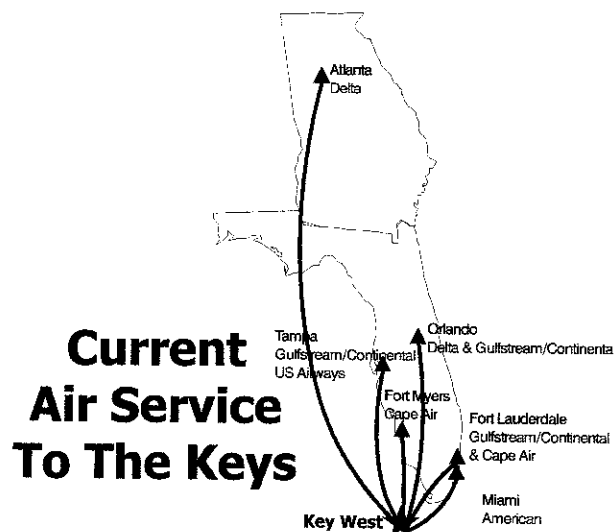 Atlanta
Delta
Orlando
Delta & Gulfstream/Continenta
Tampa
Gulfstream/Continental
US Airways
Fort Myers
Cape Air
Current
Air Service
To The Keys
Fort Lauderdale
Gulfstream/Continental
& Cape Air
Miami
American
Key West